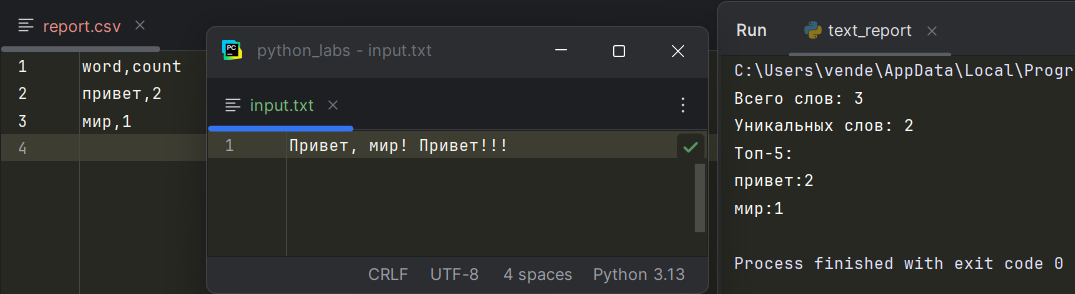 report.csv
1 word,count
2 привет,2
3 мир,1
4
PC
python_labs - input.txt
input.txt
1 Привет, мир! Привет!!!
CRLF UTF-8 4 spaces Python 3.13
Run text_report
C:\Users\vende\AppData\Local\Progr
Всего слов: 3
Уникальных слов: 2
Топ-5:
привет:2
мир:1
Process finished with exit code 0